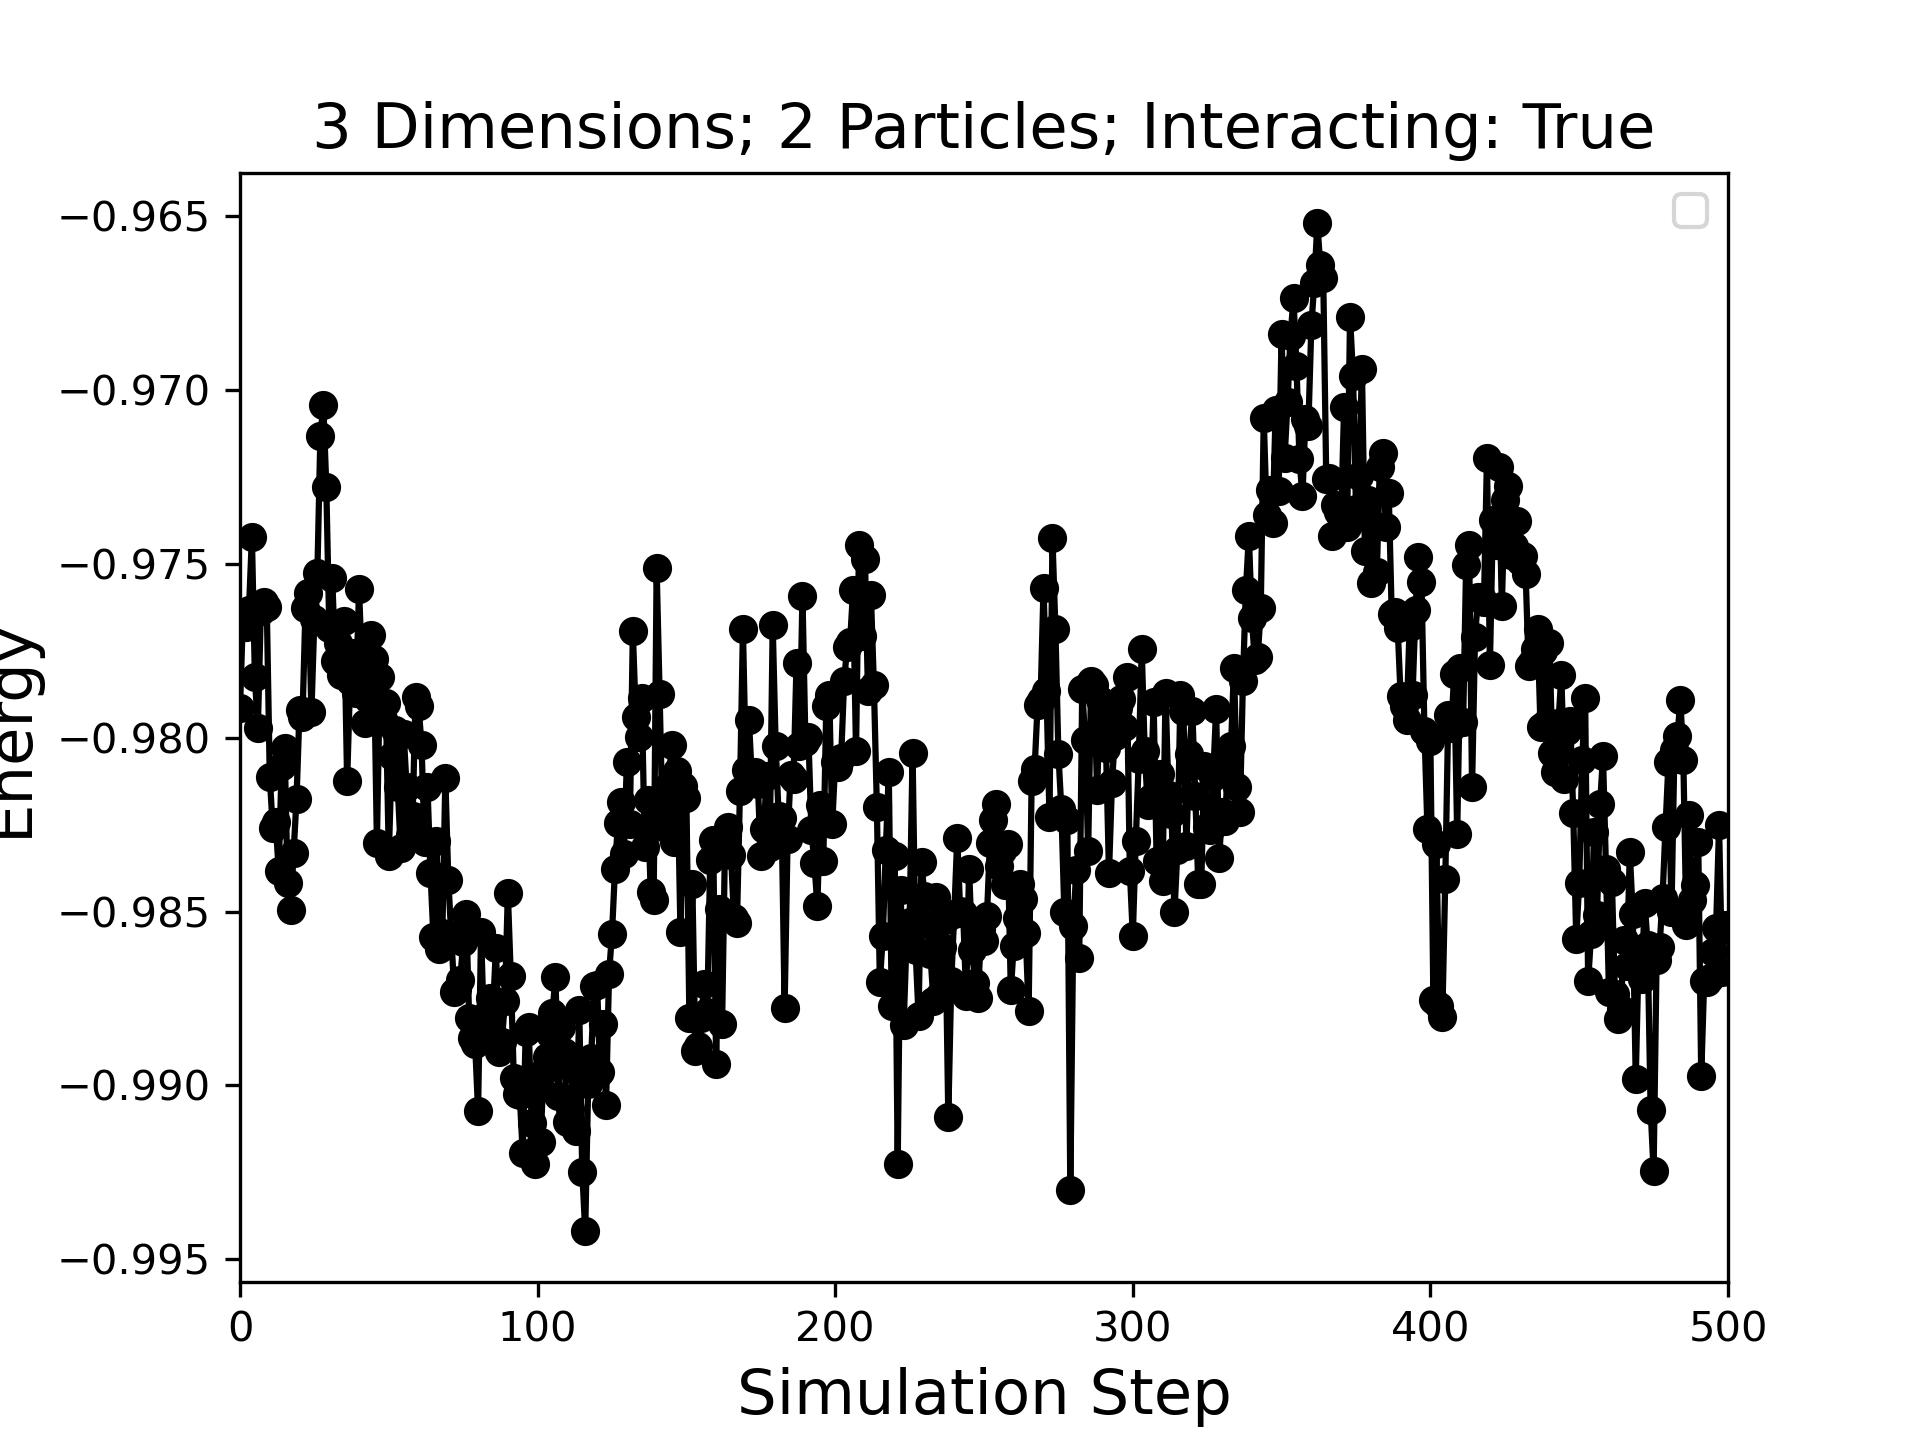 3 Dimensions; 2 Particles; Interacting: True
Energy
−0.965
−0.970
−0.975
−0.980
−0.985
−0.990
−0.995
0 100 200 300 400 500
Simulation Step